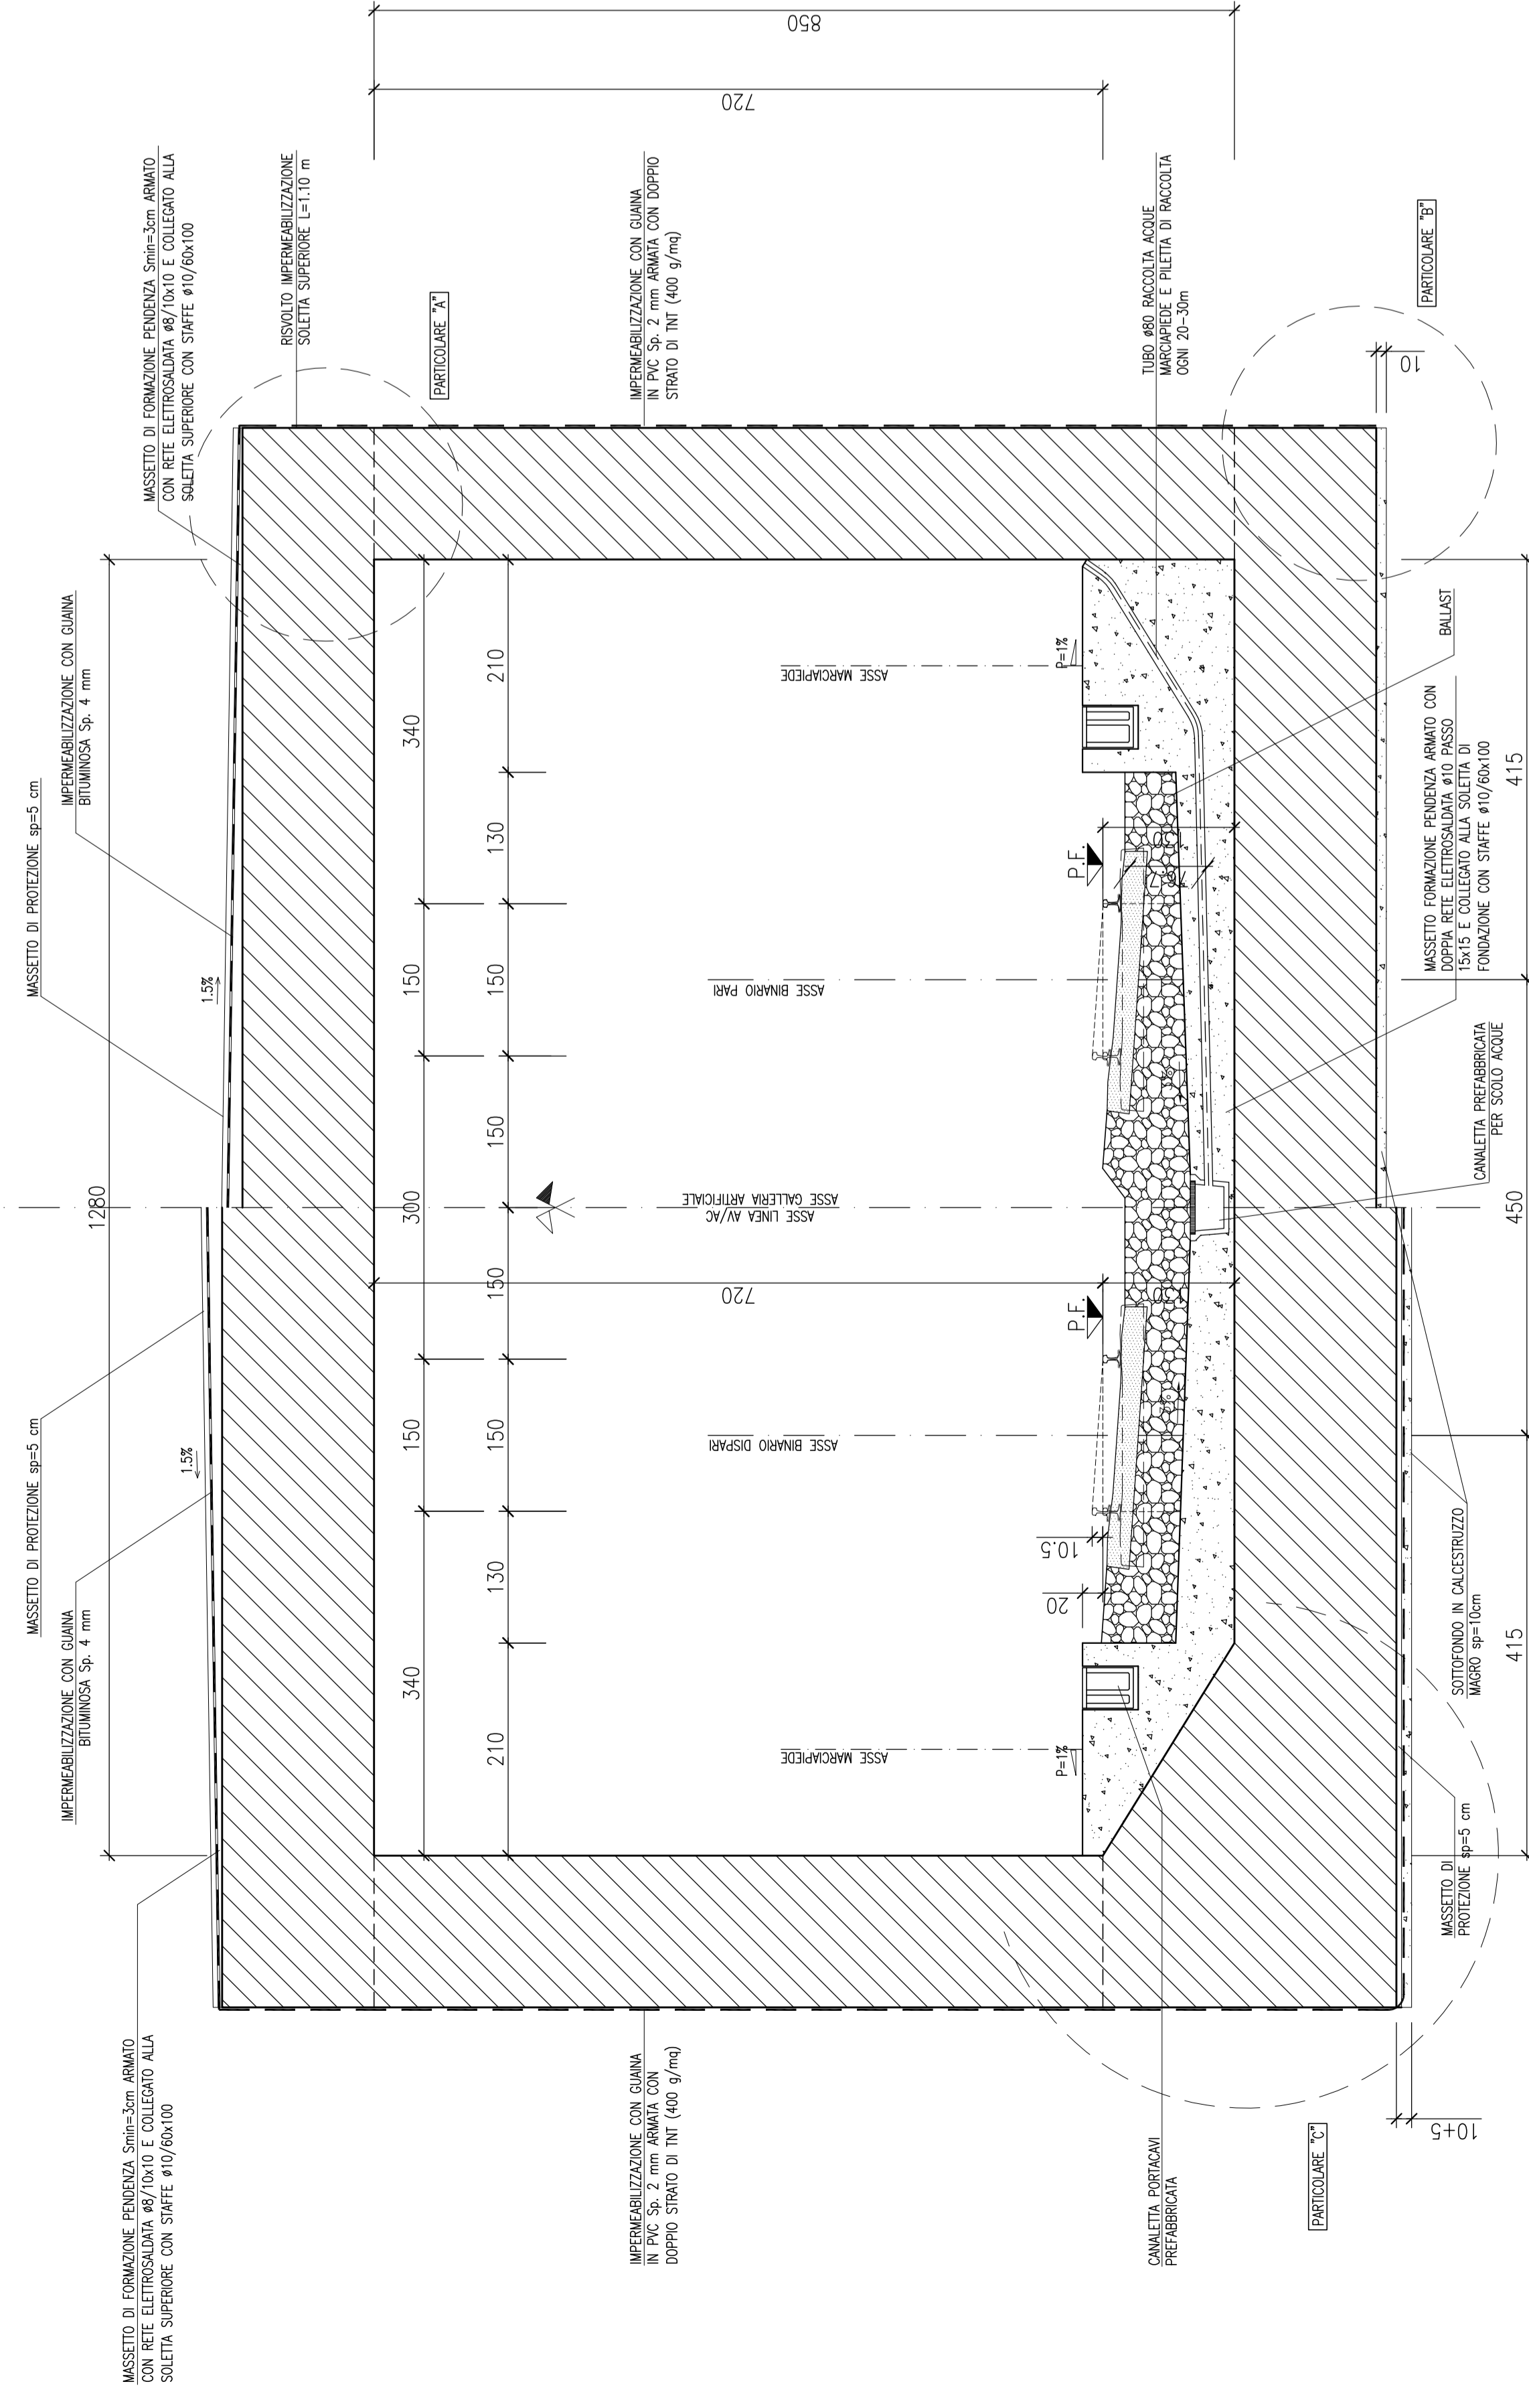 MASSETTO DI PROTEZIONE sp=5 cm
IMPERMEABILIZZAZIONE CON GUAINA
BITUMINOSA Sp. 4 mm
MASSETTO DI FORMAZIONE PENDENZA Smin=3cm ARMATO
CON RETE ELETTROSALDATA ø8/10x10 E COLLEGATO ALLA
SOLETTA SUPERIORE CON STAFFE ø10/60x100
MASSETTO DI PROTEZIONE sp=5 cm
IMPERMEABILIZZAZIONE CON GUAINA
BITUMINOSA Sp. 4 mm
MASSETTO DI FORMAZIONE PENDENZA Smin=3cm ARMATO
CON RETE ELETTROSALDATA ø8/10x10 E COLLEGATO ALLA
SOLETTA SUPERIORE CON STAFFE ø10/60x100
RISVOLTO IMPERMEABILIZZAZIONE
SOLETTA SUPERIORE L=1.10 m
PARTICOLARE "A"
1280
1.5%
1.5%
340
150
300
150
340
210
130
150
150
150
150
130
210
850
720
720
IMPERMEABILIZZAZIONE CON GUAINA
IN PVC Sp. 2 mm ARMATA CON
DOPPIO STRATO DI TNT (400 g/mq)
IMPERMEABILIZZAZIONE CON GUAINA
IN PVC Sp. 2 mm ARMATA CON DOPPIO
STRATO DI TNT (400 g/mq)
ASSE MARCIAPIEDE
ASSE BINARIO DISPARI
ASSE LINEA AV/AC
ASSE GALLERIA ARTIFICIALE
ASSE BINARIO PARI
ASSE MARCIAPIEDE
P=1%
20
10.5
P.F.
P.F.
P=1%
TUBO ø80 RACCOLTA ACQUE
MARCIAPIEDE E PILETTA DI RACCOLTA
OGNI 20-30m
CANALETTA PORTACAVI
PREFABBRICATA
PARTICOLARE "B"
PARTICOLARE "C"
10
10+5
BALLAST
MASSETTO FORMAZIONE PENDENZA ARMATO CON
DOPPIA RETE ELETTROSALDATA ø10 PASSO
15x15 E COLLEGATO ALLA SOLETTA DI
FONDAZIONE CON STAFFE ø10/60x100
CANALETTA PREFABBRICATA
PER SCOLO ACQUE
SOTTOFONDO IN CALCESTRUZZO
MAGRO sp=10cm
MASSETTO DI
PROTEZIONE sp=5 cm
415
450
415